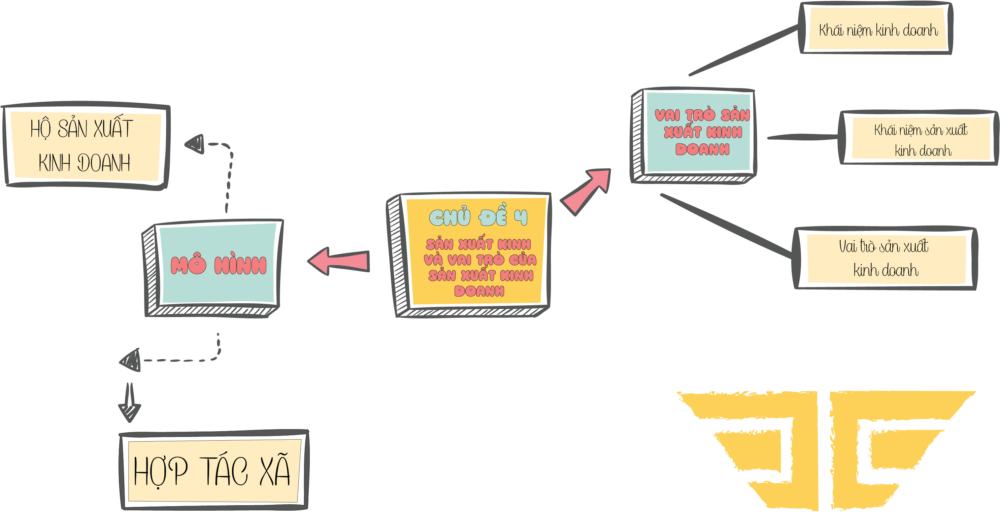 Khái niệm kinh doanh
HỘ SẢN XUẤT
KINH DOANH
VAI TRÒ SẢN
XUẤT KINH
DOANH
Khái niệm sản xuất
kinh doanh
CHỦ ĐỀ 4
SẢN XUẤT KINH
VÀ VAI TRÒ CỦA
SẢN XUẤT KINH
DOANH
MÔ HÌNH
Vai trò sản xuất
kinh doanh
HỢP TÁC XÃ